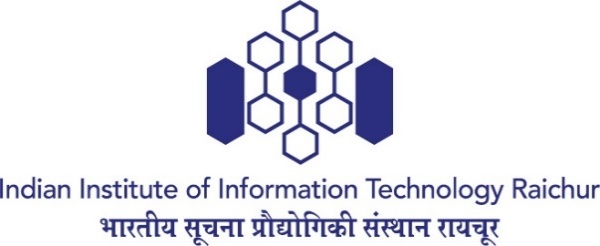 Indian Institute of Information Technology Raichur
भारतीय सूचना प्रौद्योगिकी संस्थान रायचूर